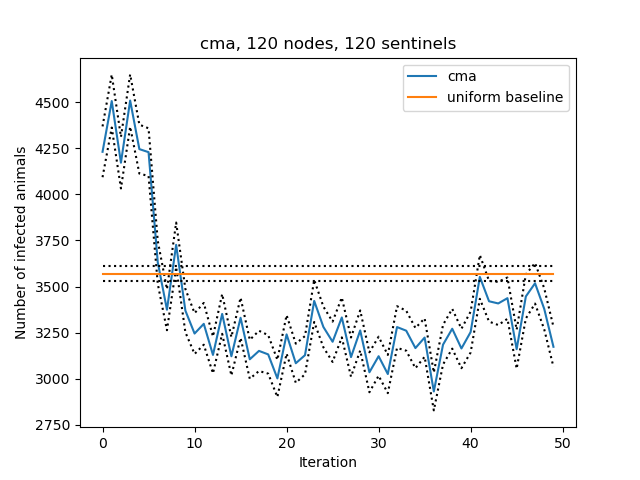 cma, 120 nodes, 120 sentinels
cma
uniform baseline
Number of infected animals
4500
4250
4000
3750
3500
3250
3000
2750
0 10 20 30 40 50
Iteration